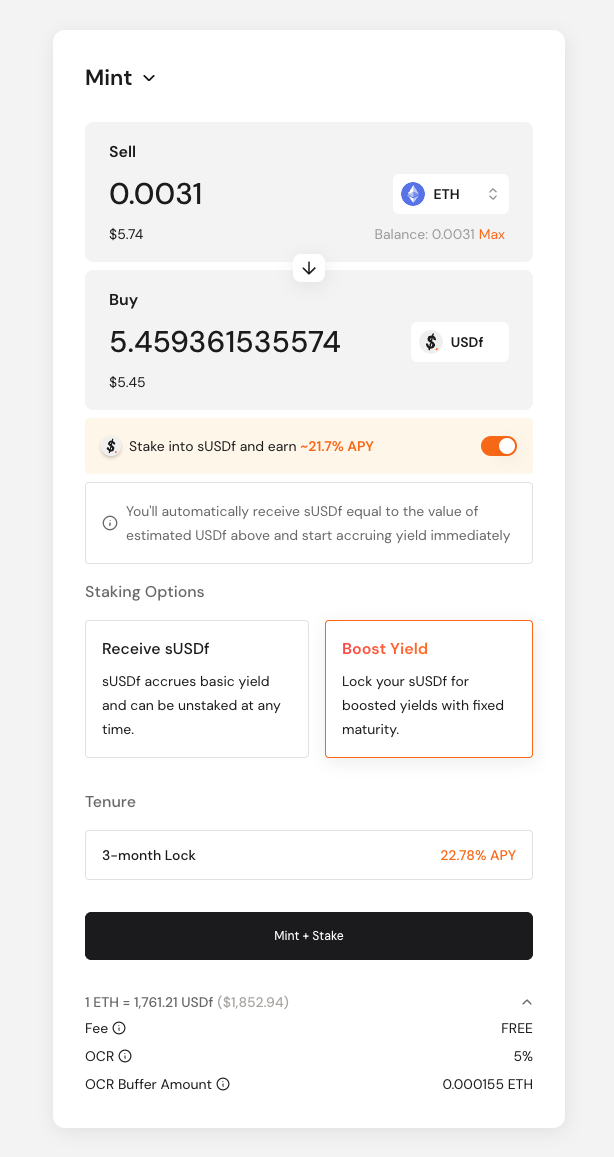 Mint
Sell
0.0031
ETH
$5.74
Balance: 0.0031 Max
Buy
5.459361535574
USDf
$5.45
Stake into sUSDf and earn ~21.7% APY
You'll automatically receive sUSDf equal to the value of
estimated USDf above and start accruing yield immediately
Staking Options
Receive sUSDf
sUSDf accrues basic yield
and can be unstaked at any
time.
Boost Yield
Lock your sUSDf for
boosted yields with fixed
maturity.
Tenure
3-month Lock
22.78% APY
Mint + Stake
1 ETH = 1,761.21 USDf ($1,852.94)
Fee
FREE
OCR
5%
OCR Buffer Amount
0.000155 ETH